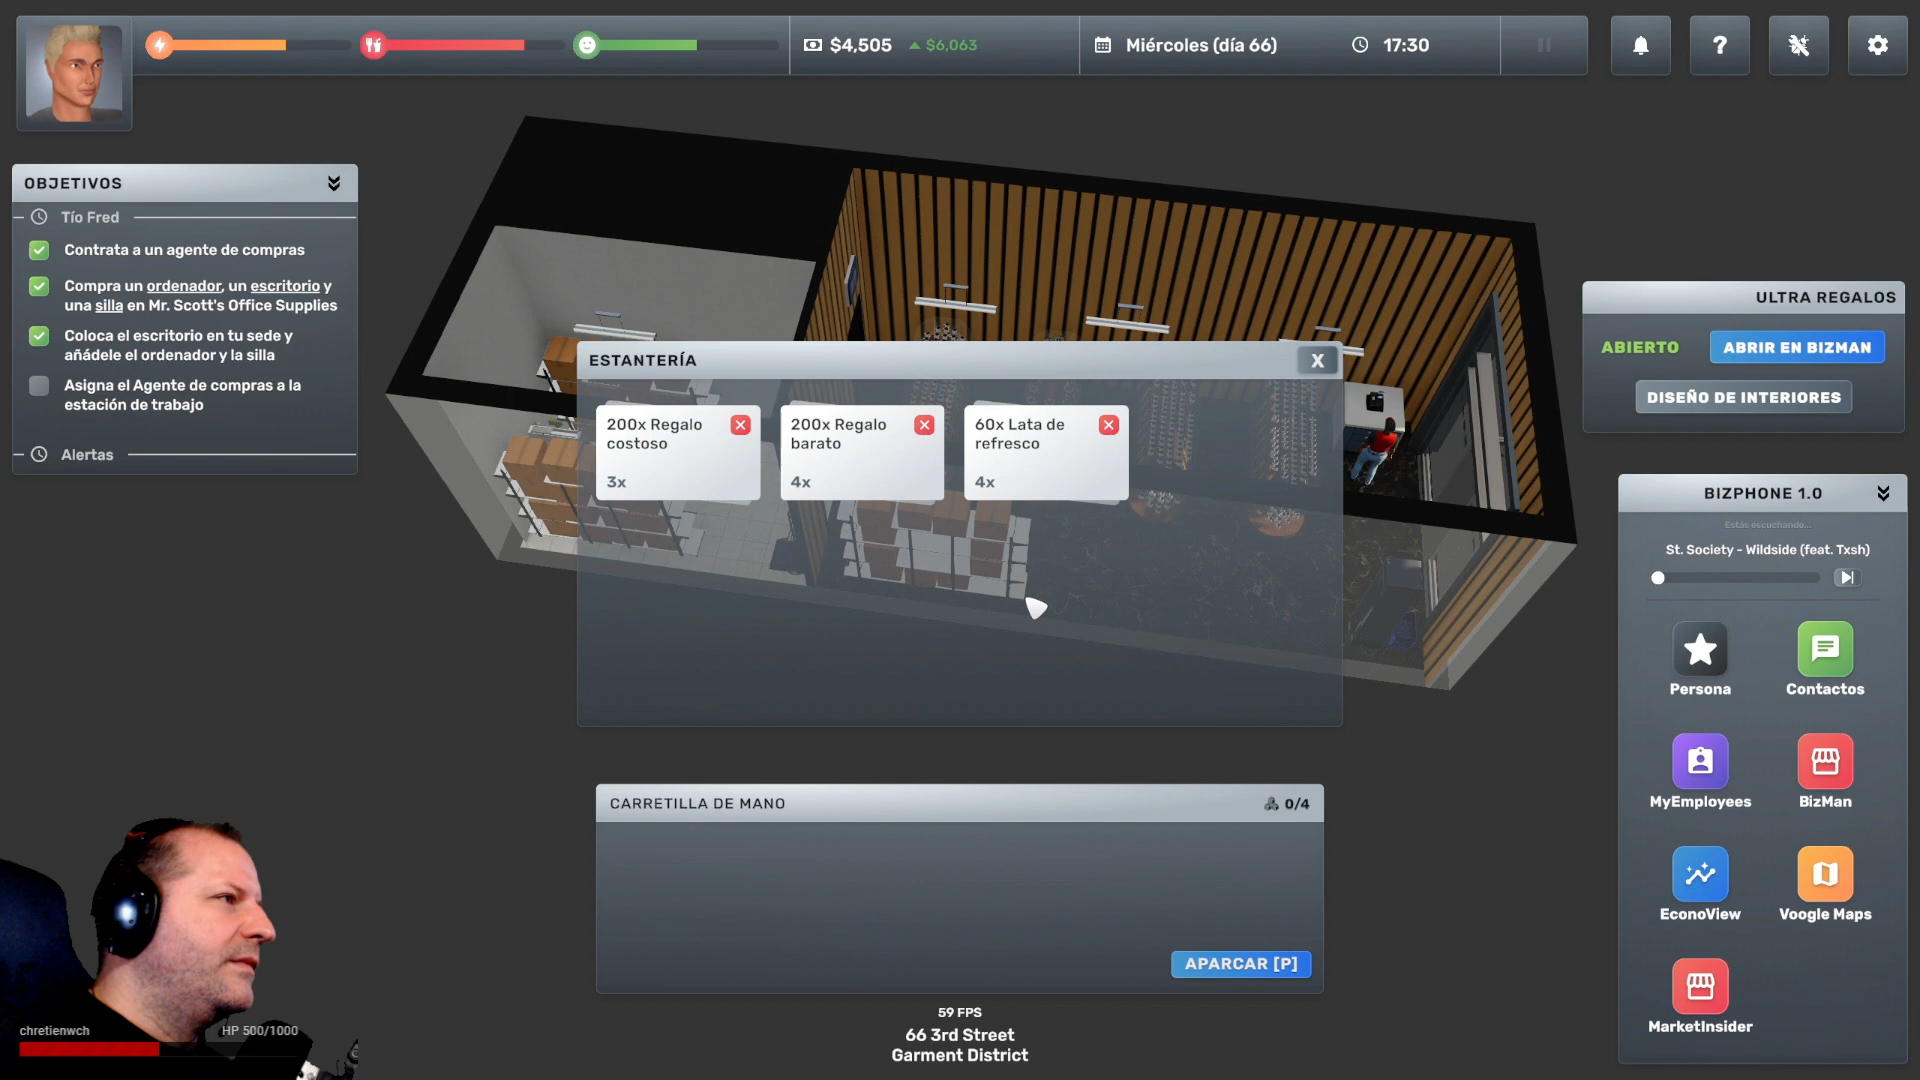 $4,505
$6,063
Miércoles (día 66)
17:30
OBJETIVOS
Tío Fred
Contrata a un agente de compras
Compra un ordenador, un escritorio y
una silla en Mr. Scott's Office Supplies
Coloca el escritorio en tu sede y
añádele el ordenador y la silla
Asigna el Agente de compras a la
estación de trabajo
Alertas
ESTANTERÍA
X
200x Regalo
costoso
3x
200x Regalo
barato
4x
60x Lata de
refresco
4x
ULTRA REGALOS
ABIERTO
ABRIR EN BIZMAN
DISEÑO DE INTERIORES
BIZPHONE 1.0
Estás escuchando...
St. Society - Wildside (feat. Txsh)
Persona
Contactos
MyEmployees
BizMan
EconoView
Voogle Maps
MarketInsider
CARRETILLA DE MANO
0/4
APARCAR [P]
59 FPS
66 3rd Street
Garment District
chretienwch
HP 500/1000